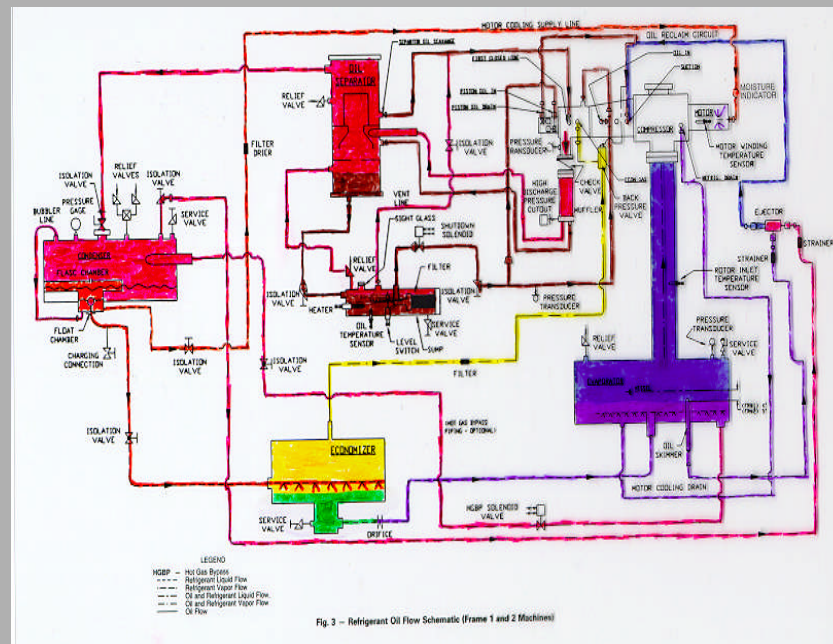 MOTOR COOLING SUPPLY LINE
OIL RECLAIM CIRCUIT
SEPARATOR OIL SCAVANGE
FIRST CLOSED LOOP
OIL IN
SUCTION
OIL
SEPARATOR
RELIEF
VALVE
PISTON OIL IN
PISTON OIL DRAIN
MOISTURE
INDICATOR
MOTOR
COMPRESSOR
FILTER
DRIER
ISOLATION
VALVE
PRESSURE
TRANSDUCER
MOTOR WINDING
TEMPERATURE
SENSOR
ISOLATION
VALVE
RELIEF
VALVES
ISOLATION
VALVE
ECON GAS
CHECK
VALVE
BACK
PRESSURE
VALVE
HIGH
DISCHARGE
PRESSURE
CUTOUT
MUFFLER
BUBBLER
LINE
PRESSURE
GAGE
SERVICE
VALVE
VENT
LINE
SIGHT GLASS
SHUTDOWN
SOLENOID
EJECTOR
STRAINER
STRAINER
CONDENSER
FLASC CHAMBER
RELIEF
VALVE
FILTER
ROTOR INLET
TEMPERATURE
SENSOR
ISOLATION
VALVE
HEATER
OIL
TEMPERATURE
SENSOR
LEVEL
SWITCH
SUMP
SERVICE
VALVE
ISOLATION
VALVE
PRESSURE
TRANSDUCER
PRESSURE
TRANSDUCER
SERVICE
VALVE
RELIEF
VALVE
FLOAT
CHAMBER
CHARGING
CONNECTION
ISOLATION
VALVE
ISOLATION
VALVE
FILTER
EVAPORATOR
ISOLATION
VALVE
(HOT GAS BYPASS
PIPING - OPTIONAL)
ECONOMIZER
OIL
SKIMMER
MOTOR COOLING DRAIN
HGBP SOLENOID
VALVE
SERVICE
VALVE
ORIFICE
LEGEND
HGBP — Hot Gas Bypass
Refrigerant Liquid Flow
Refrigerant Vapor Flow
Oil and Refrigerant Liquid Flow
Oil and Refrigerant Vapor Flow
Oil Flow
Fig. 3 — Refrigerant Oil Flow Schematic (Frame 1 and 2 Machines)